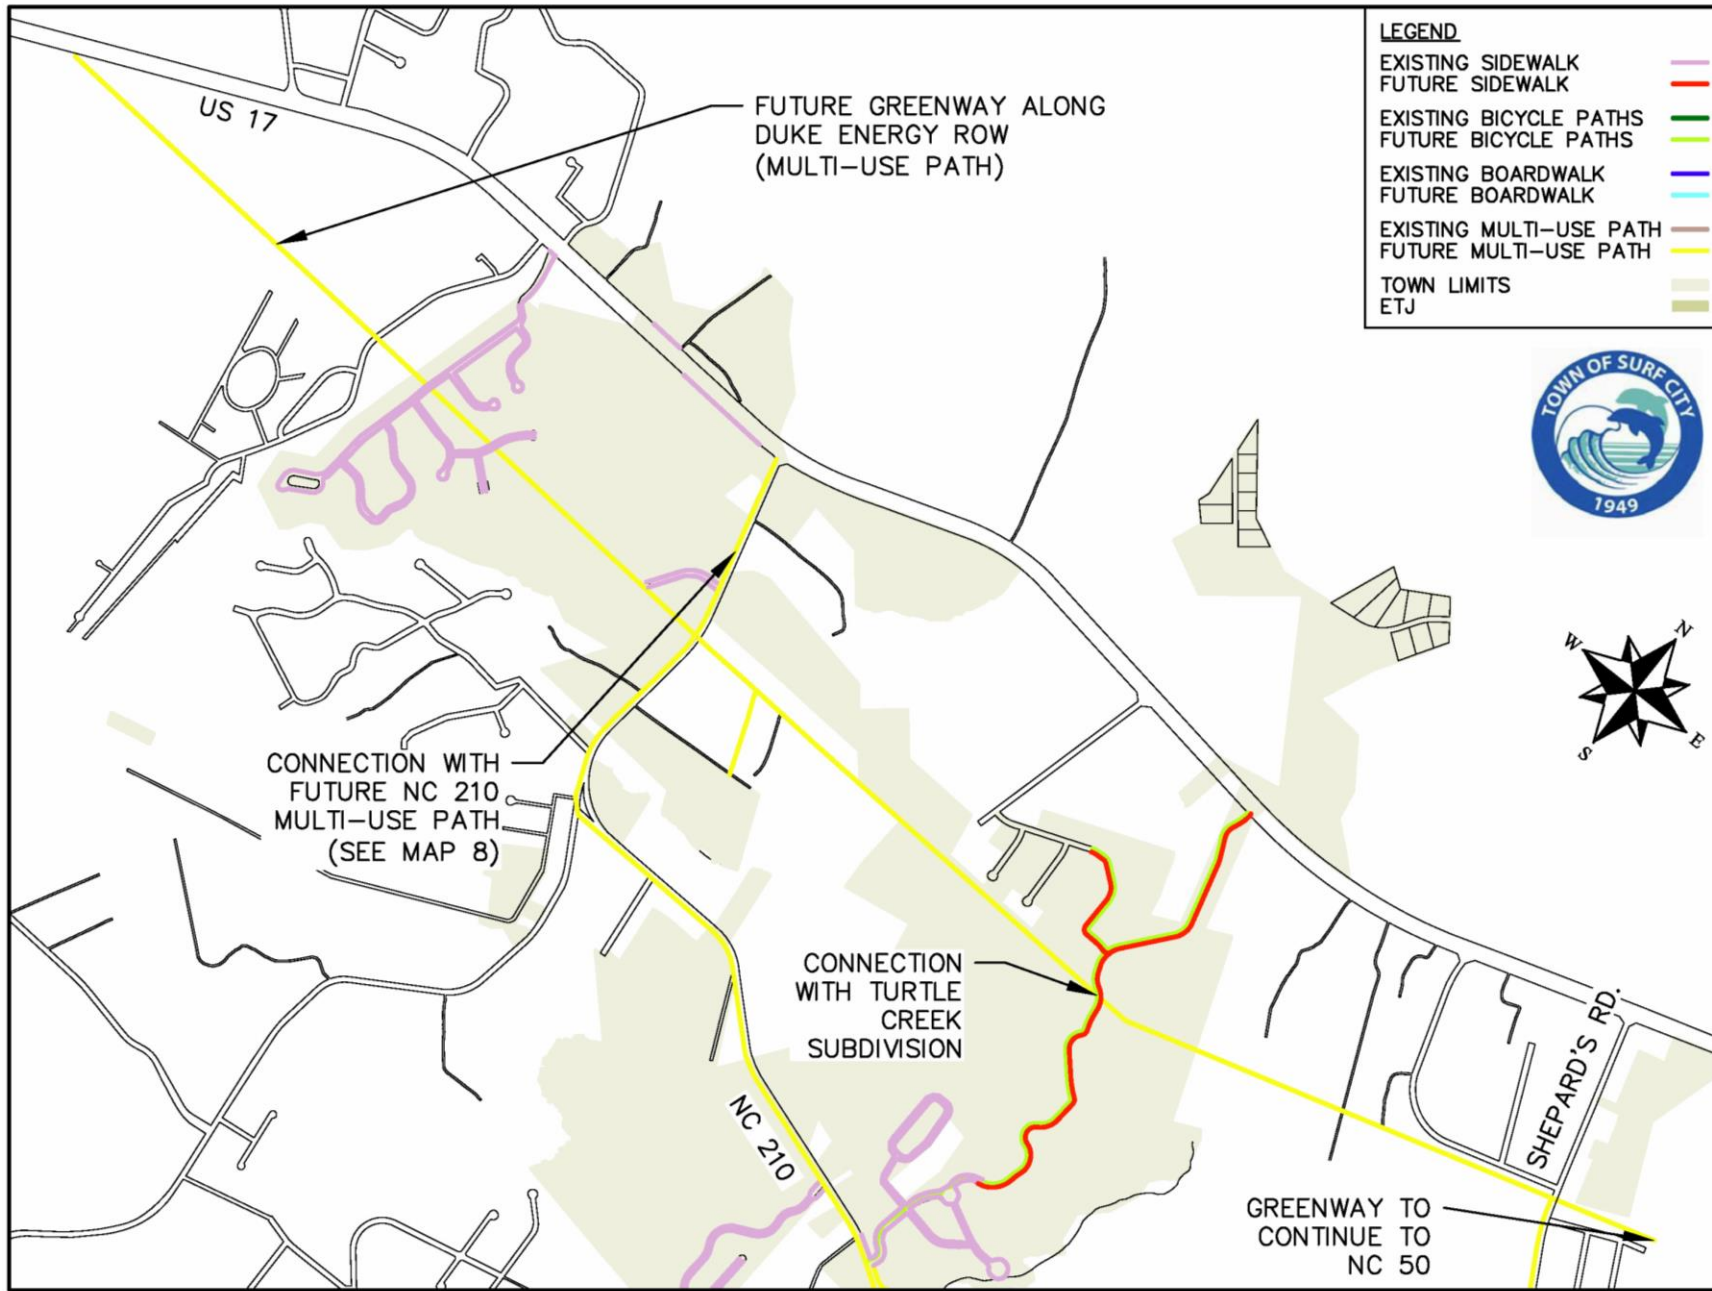 LEGEND
EXISTING SIDEWALK
FUTURE SIDEWALK
EXISTING BICYCLE PATHS
FUTURE BICYCLE PATHS
EXISTING BOARDWALK
FUTURE BOARDWALK
EXISTING MULTI-USE PATH
FUTURE MULTI-USE PATH
TOWN LIMITS
ETJ
US 17
FUTURE GREENWAY ALONG
DUKE ENERGY ROW
(MULTI-USE PATH)
TOWN OF SURF CITY
1949
N
W
E
S
CONNECTION WITH
FUTURE NC 210
MULTI-USE PATH
(SEE MAP 8)
CONNECTION
WITH TURTLE
CREEK
SUBDIVISION
NC 210
SHEPARD'S RD.
GREENWAY TO
CONTINUE TO
NC 50